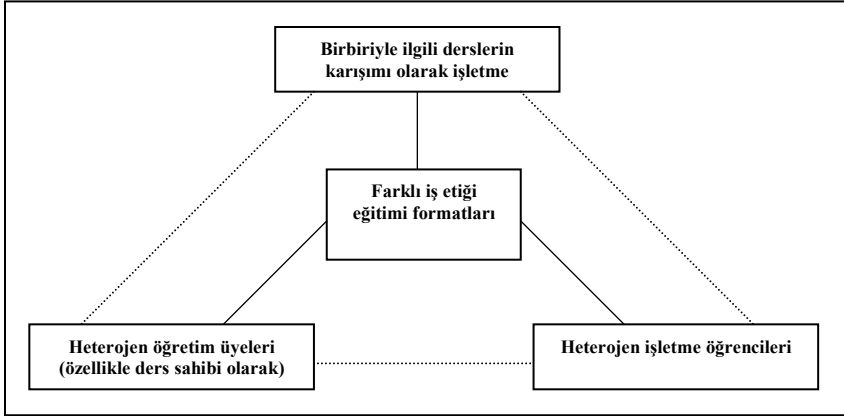 Birbiriyle ilgili derslerin
karışımı olarak işletme
Farklı iş etiği
eğitimi formatları
Heterojen öğretim üyeleri
(özellikle ders sahibi olarak)
Heterojen işletme öğrencileri